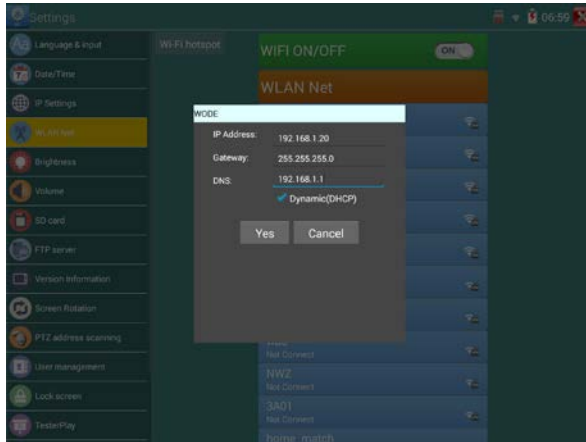 Settings
06:59
Language & input
Date/Time
IP Settings
WLAN Net
Brightness
Volume
SD card
FTP server
Version Information
Screen Rotation
PTZ address scanning
User management
Lock screen
TesterPlay
Wi-Fi hotspot
WIFI ON/OFF
ON
WLAN Net
WODE
IP Address: 192.168.1.20
Gateway: 255.255.255.0
DNS: 192.168.1.1
Dynamic(DHCP)
Yes Cancel
Not Connect
NWZ
Not Connect
3A01
Not Connect
home_match